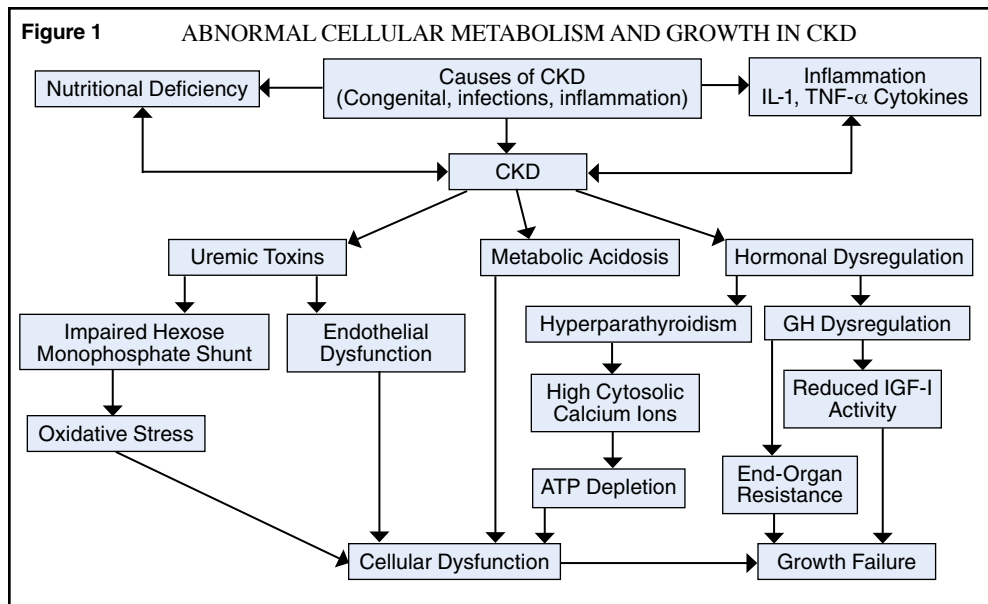 Figure 1
ABNORMAL CELLULAR METABOLISM AND GROWTH IN CKD
Nutritional Deficiency
Causes of CKD
(Congenital, infections, inflammation)
Inflammation
IL-1, TNF-α Cytokines
CKD
Uremic Toxins
Metabolic Acidosis
Hormonal Dysregulation
Impaired Hexose
Monophosphate Shunt
Endothelial
Dysfunction
Hyperparathyroidism
GH Dysregulation
High Cytosolic
Calcium Ions
Reduced IGF-I
Activity
Oxidative Stress
ATP Depletion
End-Organ
Resistance
Cellular Dysfunction
Growth Failure